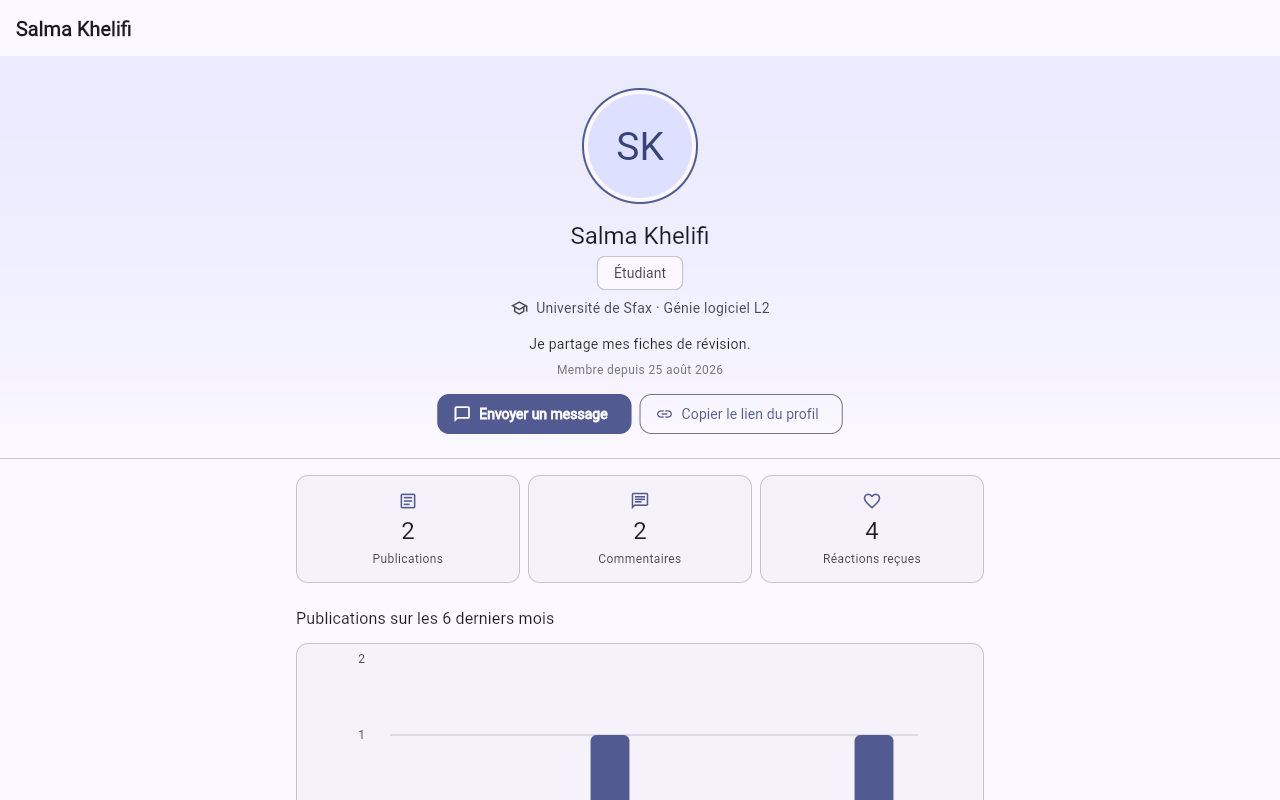 Salma Khelifi
SK
Salma Khelifi
Étudiant
Université de Sfax · Génie logiciel L2
Je partage mes fiches de révision.
Membre depuis 25 août 2026
Envoyer un message
Copier le lien du profil
2
Publications
2
Commentaires
4
Réactions reçues
Publications sur les 6 derniers mois
2
1